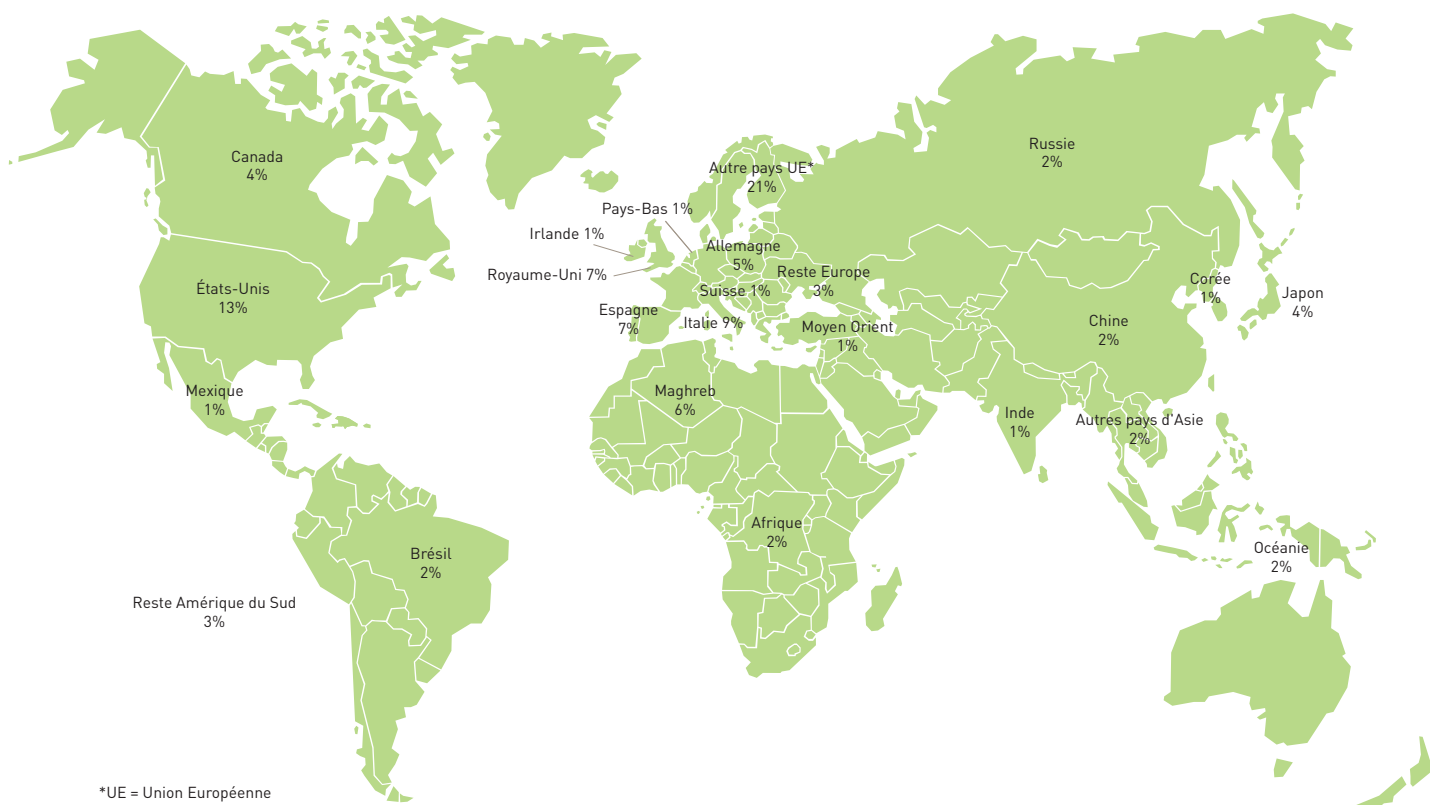 Canada
4%
Russie
2%
Autre pays UE*
21%
Pays-Bas 1%
Irlande 1%
Allemagne
5%
Royaume-Uni 7%
Reste Europe
3%
Suisse 1%
États-Unis
13%
Corée
1%
Japon
4%
Espagne
7%
Italie 9%
Moyen Orient
1%
Chine
2%
Mexique
1%
Maghreb
6%
Inde
1%
Autres pays d'Asie
2%
Afrique
2%
Brésil
2%
Océanie
2%
Reste Amérique du Sud
3%
*UE = Union Européenne